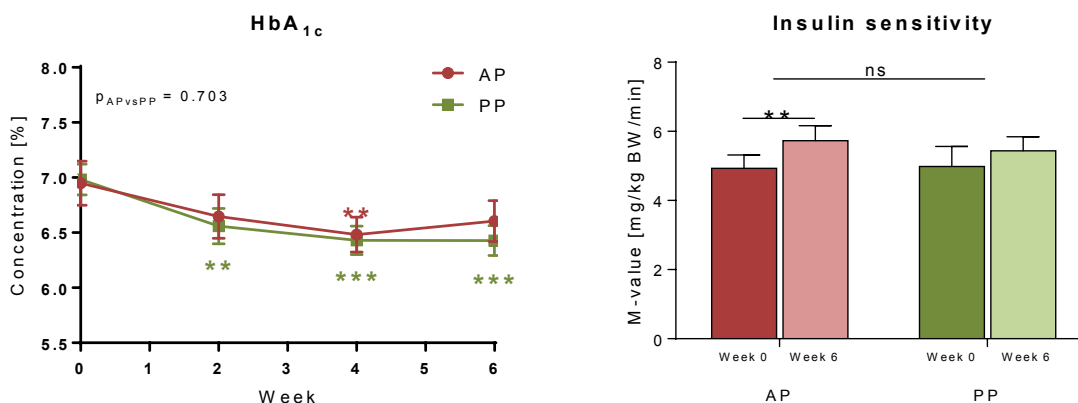 HbA1c
8.0
7.5
7.0
6.5
6.0
5.5
Concentration [%]
pAPvsPP = 0.703
AP
PP
**
**
***
***
0 1 2 3 4 5 6
Week
Insulin sensitivity
8
6
4
2
0
M-value [mg/kg BW/min]
ns
**
Week 0 Week 6 Week 0 Week 6
AP PP